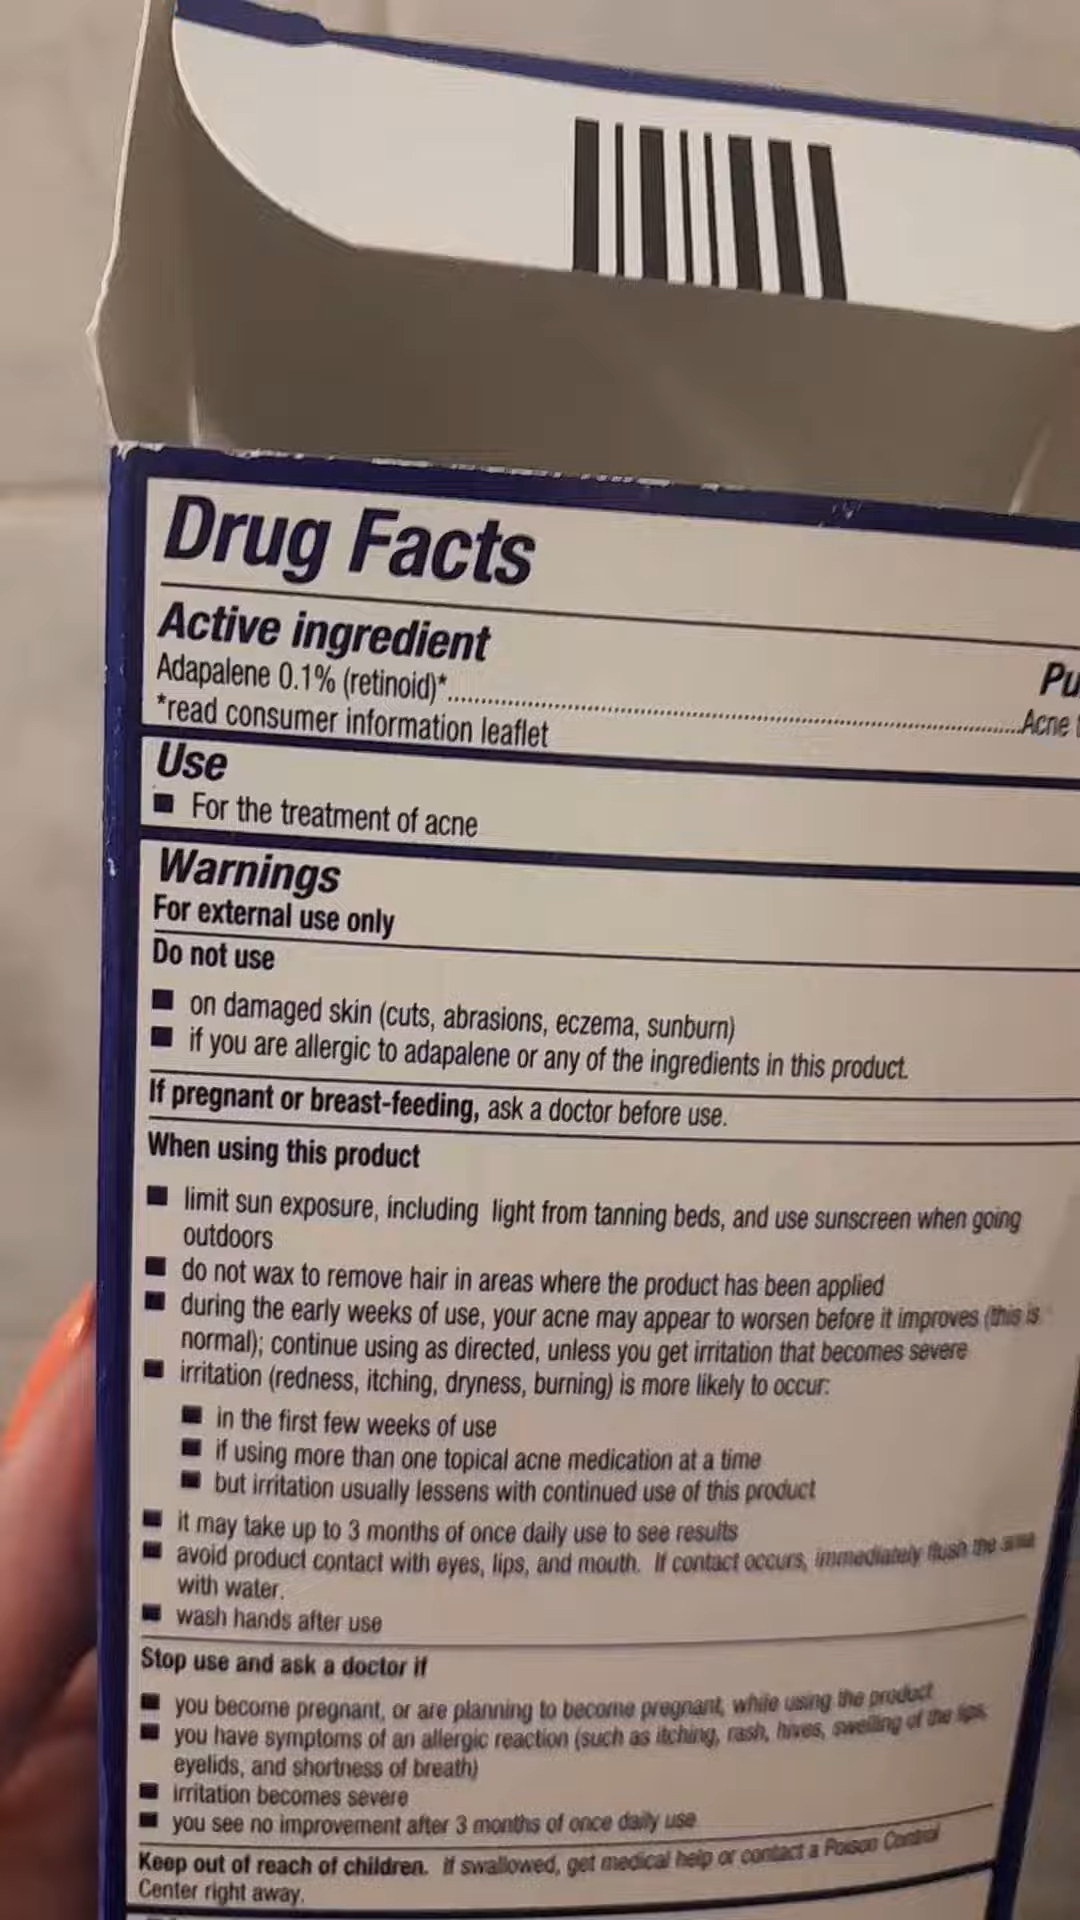 Drug Facts
Active ingredient
Pu
Adapalene 0.1% (retinoid)*......Acne t
*read consumer information leaflet
Use
■ For the treatment of acne
Warnings
For external use only
Do not use
■ on damaged skin (cuts, abrasions, eczema, sunburn)
■ if you are allergic to adapalene or any of the ingredients in this product.
If pregnant or breast-feeding, ask a doctor before use.
When using this product
■ limit sun exposure, including light from tanning beds, and use sunscreen when going
outdoors
■ do not wax to remove hair in areas where the product has been applied
■ during the early weeks of use, your acne may appear to worsen before it improves (this is
normal); continue using as directed, unless you get irritation that becomes severe
■ irritation (redness, itching, dryness, burning) is more likely to occur:
■ in the first few weeks of use
■ if using more than one topical acne medication at a time
■ but irritation usually lessens with continued use of this product
■ it may take up to 3 months of once daily use to see results
■ avoid product contact with eyes, lips, and mouth. If contact occurs, immediately flush the area
with water.
■ wash hands after use
Stop use and ask a doctor if
■ you become pregnant, or are planning to become pregnant, while using the product
■ you have symptoms of an allergic reaction (such as itching, rash, hives, swelling of the lips,
eyelids, and shortness of breath)
■ irritation becomes severe
■ you see no improvement after 3 months of once daily use
Keep out of reach of children. If swallowed, get medical help or contact a Poison Control
Center right away.